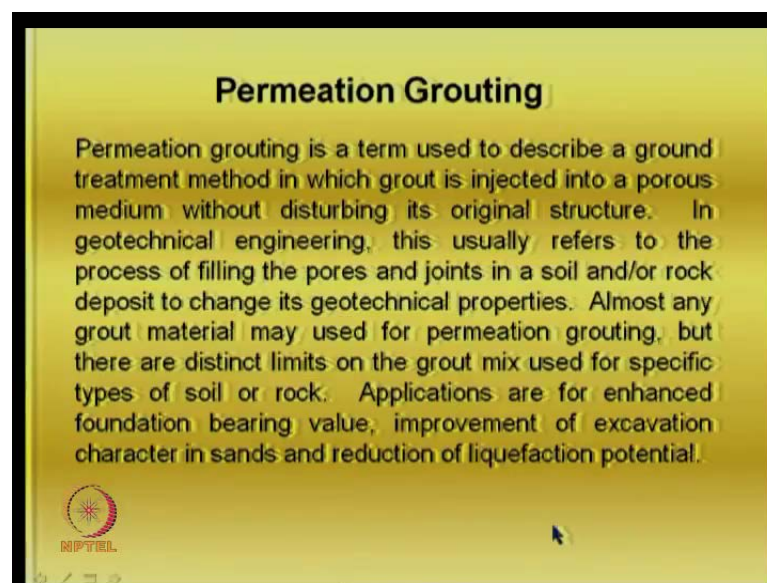 Permeation Grouting
Permeation grouting is a term used to describe a ground
treatment method in which grout is injected into a porous
medium without disturbing its original structure. In
geotechnical engineering, this usually refers to the
process of filling the pores and joints in a soil and/or rock
deposit to change its geotechnical properties. Almost any
grout material may used for permeation grouting, but
there are distinct limits on the grout mix used for specific
types of soil or rock. Applications are for enhanced
foundation bearing value, improvement of excavation
character in sands and reduction of liquefaction potential.
NPTEL